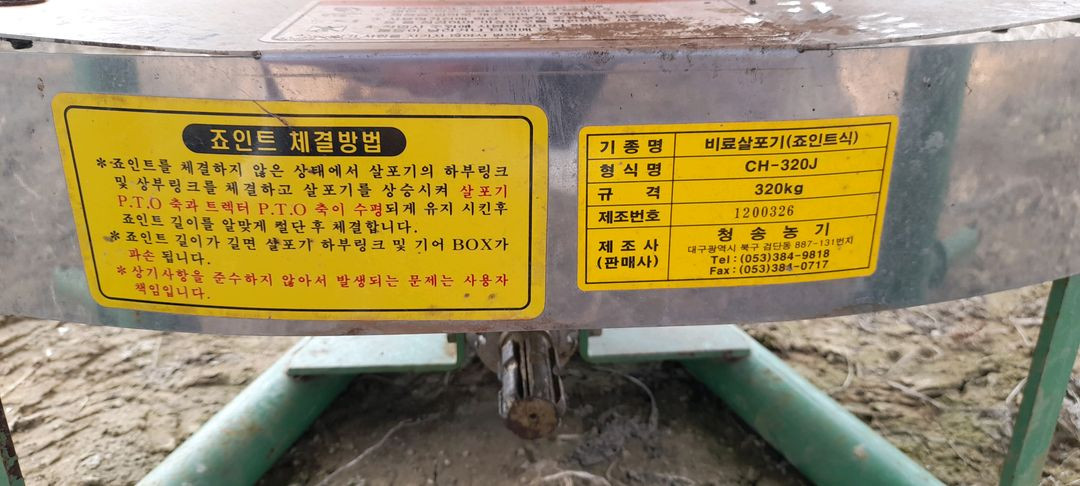 죠인트 체결방법
*죠인트를 체결하지 않은 상태에서 살포기의 하부링크
및 상부링크를 체결하고 살포기를 상승시켜 살포기
P.T.O 축과 트랙터 P.T.O 축이 수평되게 유지 시킨후
죠인트 길이를 알맞게 컬단후 체결합니다.
*죠인트 길이가 길면 살포기 하부링크 및 기어 BOX가
파손 됩니다.
*상기사항을 준수하지 않아서 발생되는 문제는 사용자
책임입니다.
기종명 비료살포기(죠인트식)
형식명 CH-320J
규격 320kg
제조번호 1200326
제조사 (판매사) 청송농기
대구광역시 북구 검단동 887-131번지
Tel : (053)384-9818
Fax : (053)384-0717